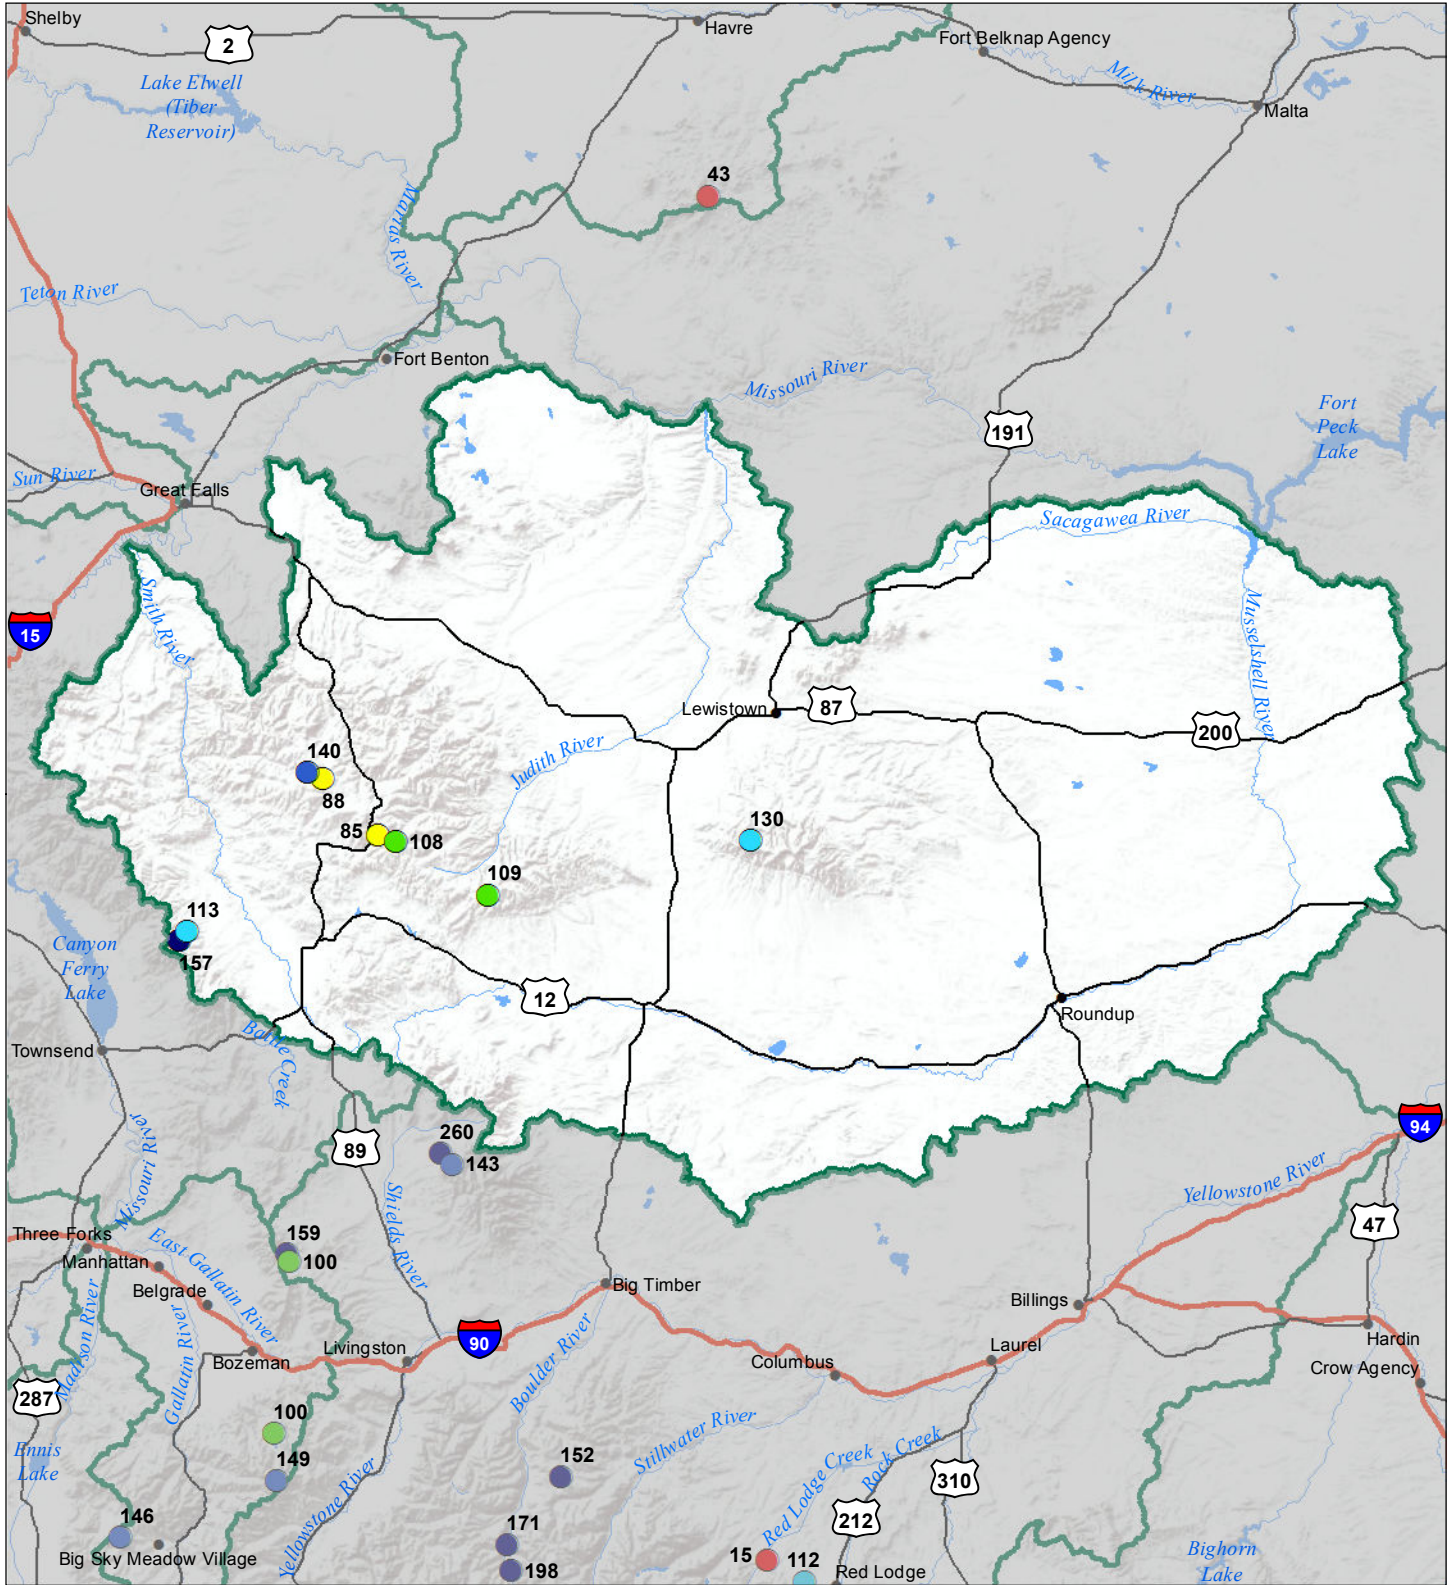 Shelby
Havre
2
Fort Belknap Agency
Lake Elwell
(Tiber
Reservoir)
Milk River
Malta
43
Marias River
Teton River
Fort Benton
Missouri River
Fort
Peck
Lake
191
Sun River
Great Falls
Sacagawea River
Smith River
15
Musselshell River
Lewistown
87
200
Judith River
140
88
85
108
130
109
113
157
Canyon
Ferry
Lake
12
Roundup
Townsend
Battle Creek
94
Missouri River
89
260
143
Yellowstone River
Shields River
47
Three Forks
159
100
Manhattan
East Gallatin River
Belgrade
Big Timber
Billings
Madison River
Gallatin River
Livingston
90
Boulder River
Laurel
Hardin
Bozeman
Columbus
Crow Agency
287
100
Stillwater River
Ennis
Lake
149
152
Red Lodge Creek
Rock Creek
310
Yellowstone River
146
171
212
Big Sky Meadow Village
198
15
112
Red Lodge
Bighorn
Lake